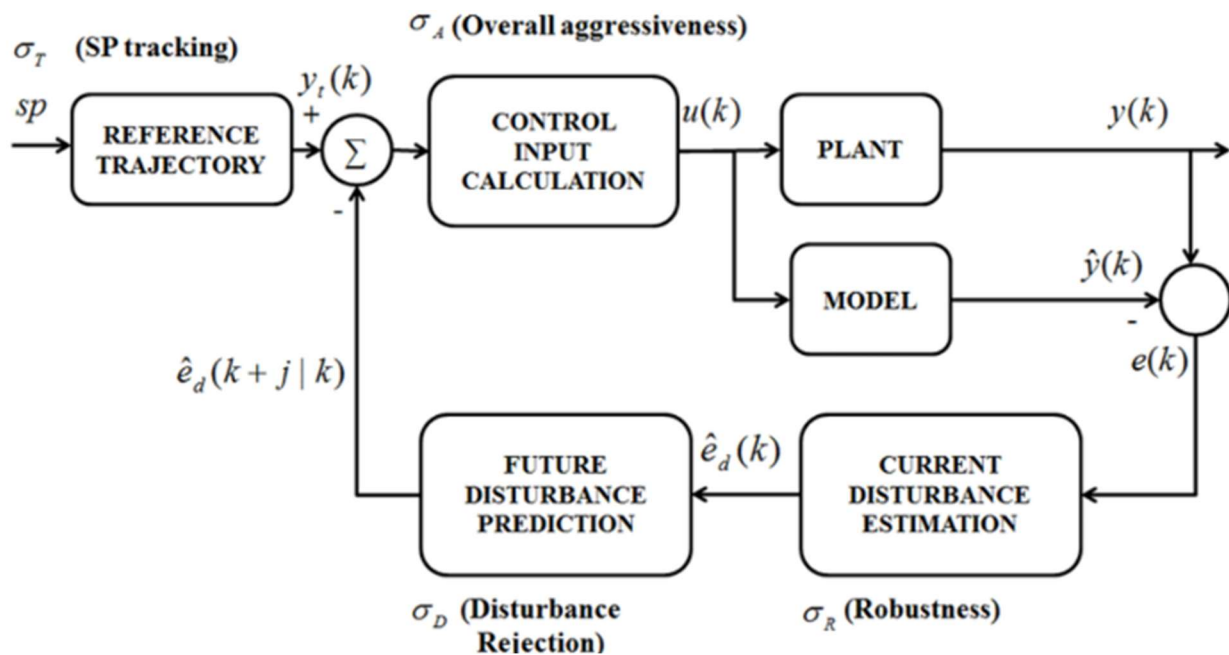 σ_A (Overall aggressiveness)
σ_T (SP tracking)
sp
y_t(k)
+
REFERENCE
TRAJECTORY
Σ
-
CONTROL
INPUT
CALCULATION
u(k)
PLANT
y(k)
MODEL
ŷ(k)
-
e(k)
ê_d(k + j | k)
FUTURE
DISTURBANCE
PREDICTION
ê_d(k)
CURRENT
DISTURBANCE
ESTIMATION
σ_D (Disturbance
Rejection)
σ_R (Robustness)